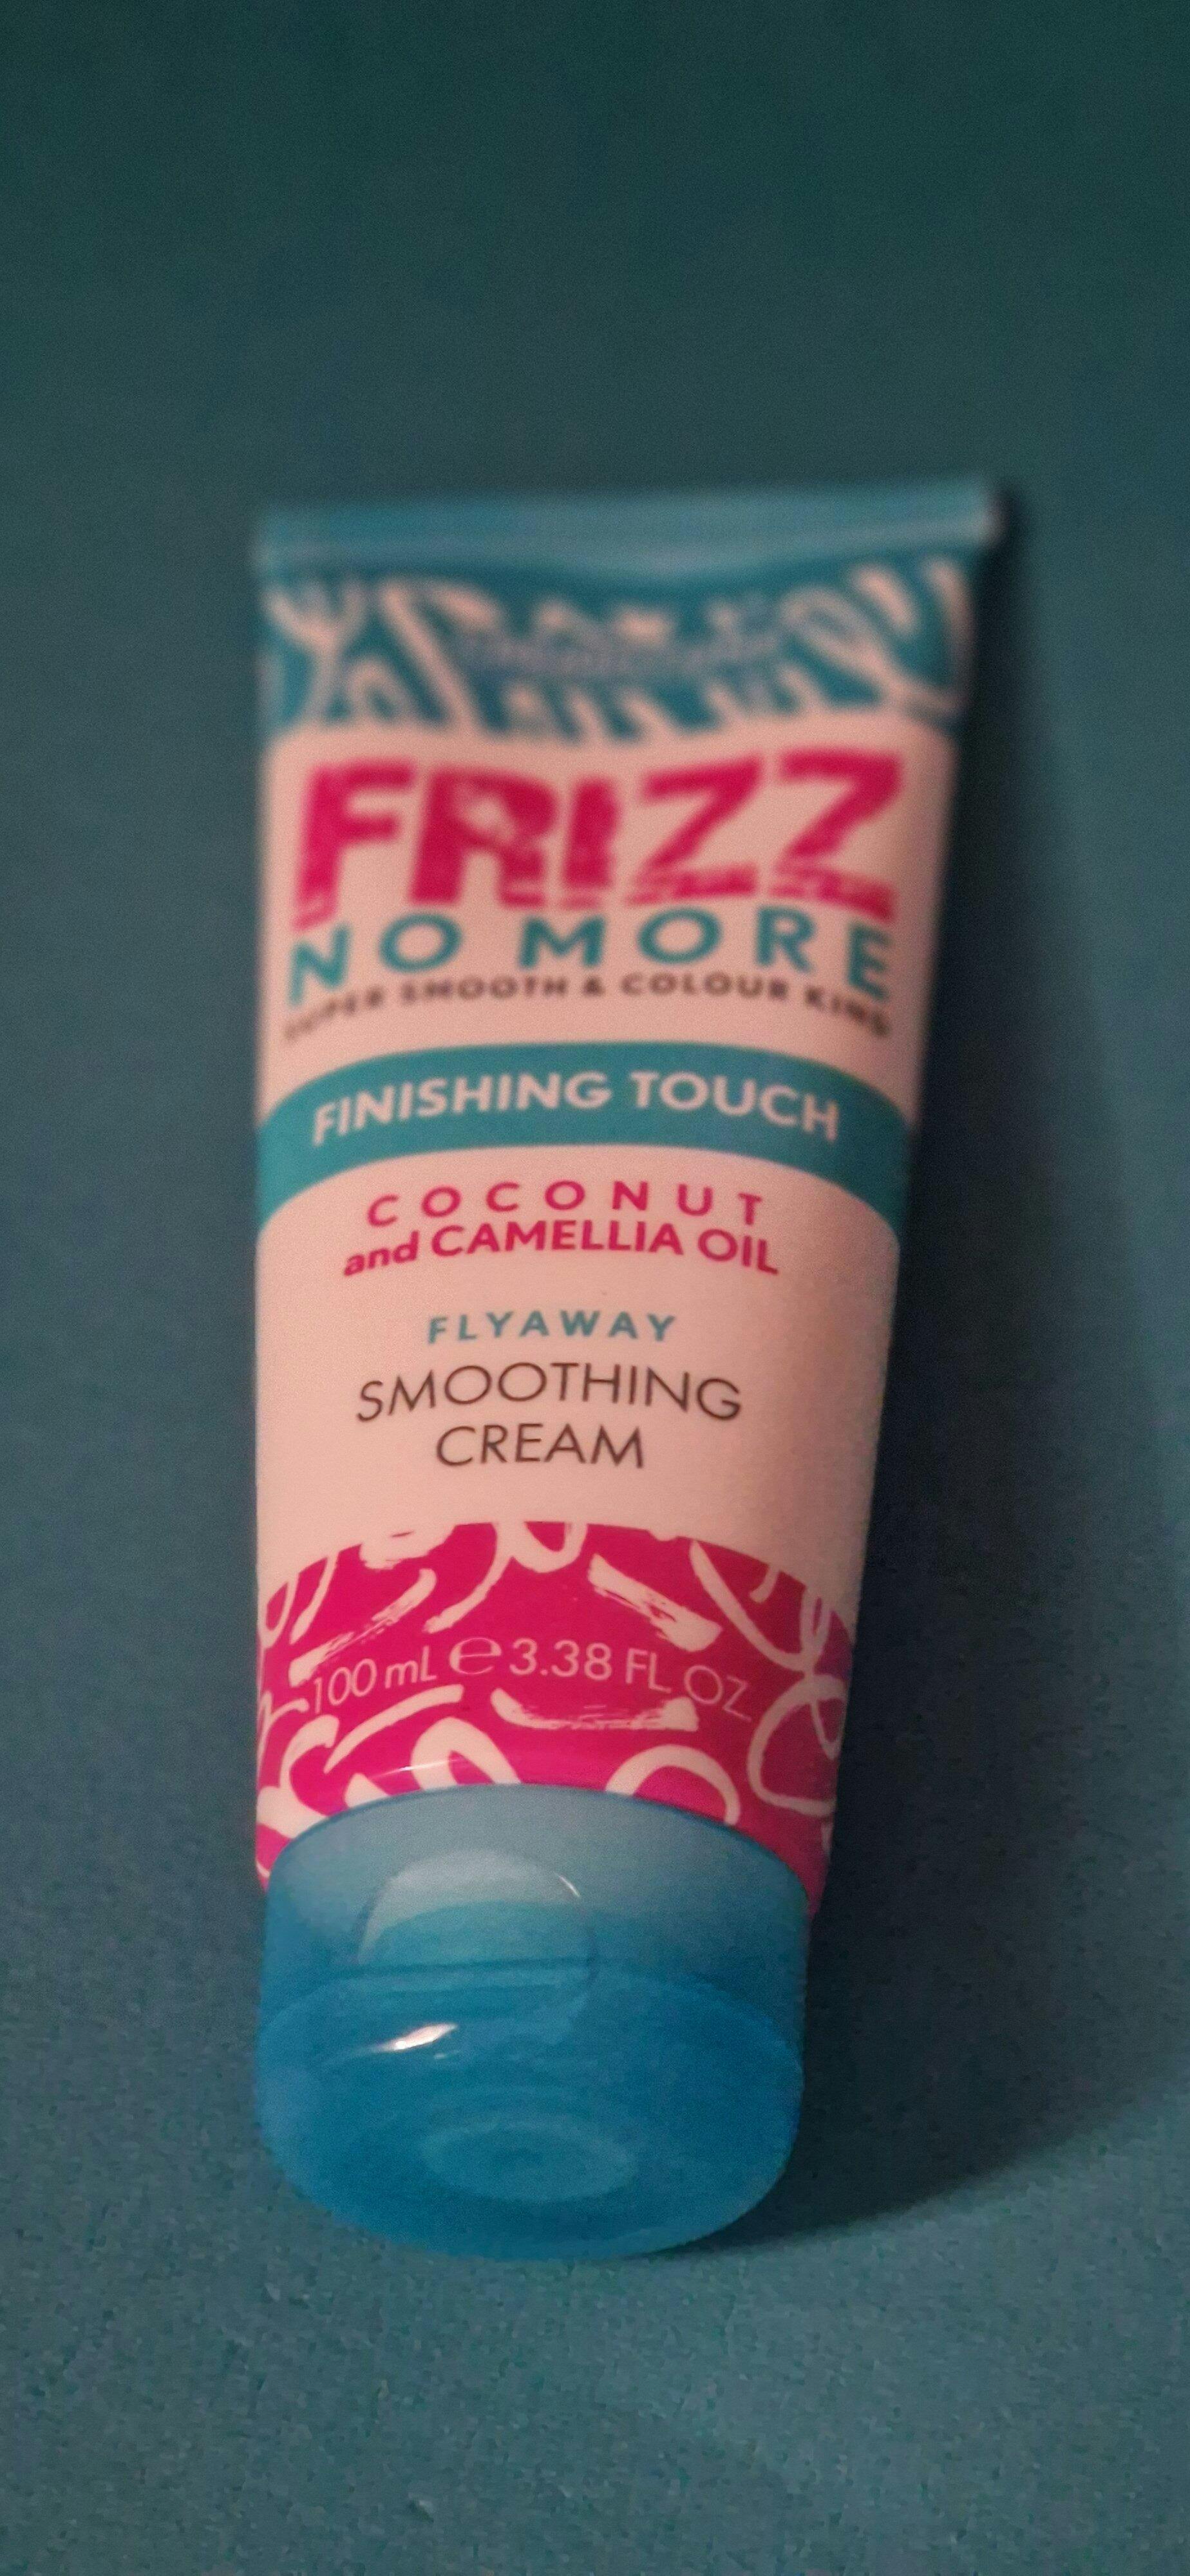 FRIZZ
NO MORE
SUPER SMOOTH & COLOUR KIND
FINISHING TOUCH
COCONUT
and CAMELLIA OIL
FLYAWAY
SMOOTHING
CREAM
100 mL ℮ 3.38 FL OZ